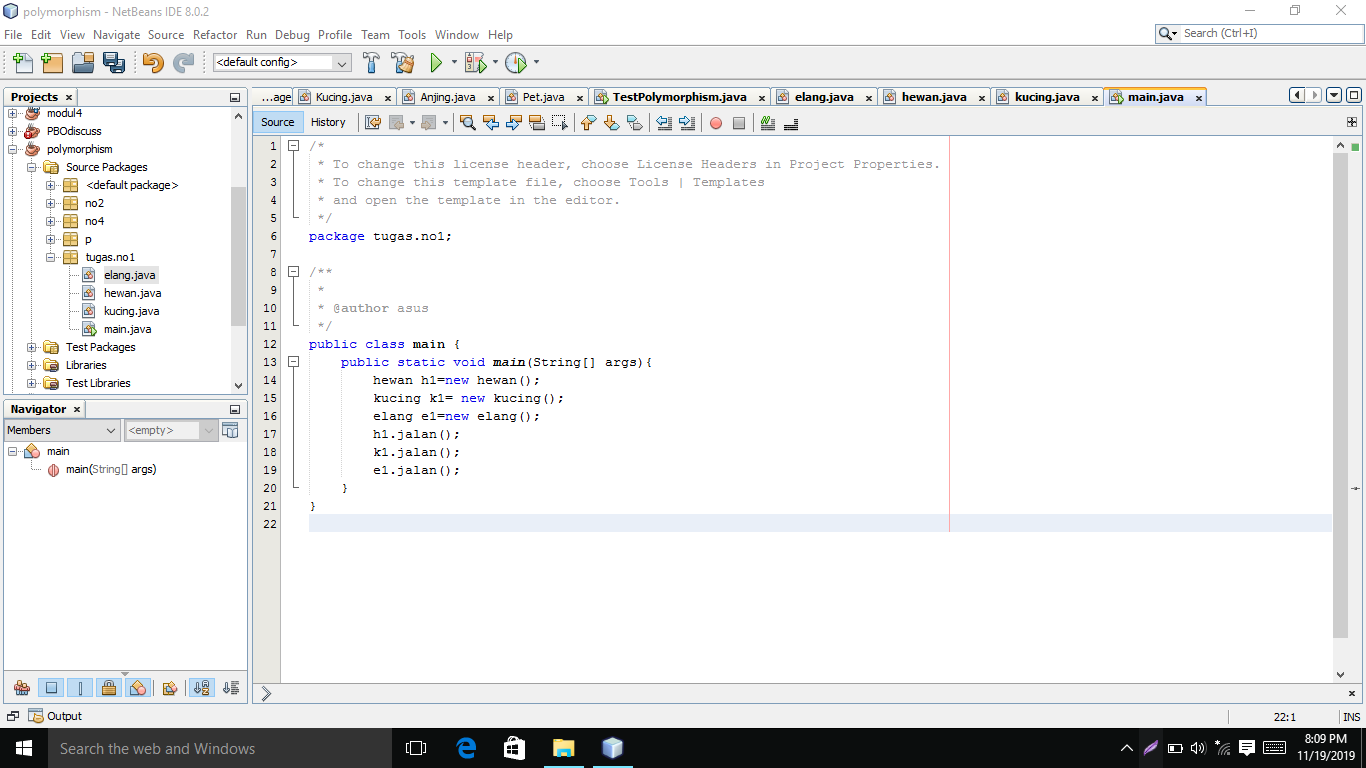 polymorphism - NetBeans IDE 8.0.2
File Edit View Navigate Source Refactor Run Debug Profile Team Tools Window Help
Search (Ctrl+I)
<default config>
Projects
modul4
PBOdiscuss
polymorphism
Source Packages
<default package>
no2
no4
p
tugas.no1
elang.java
hewan.java
kucing.java
main.java
Test Packages
Libraries
Test Libraries
Navigator
Members
<empty>
main
main(String[] args)
...age Kucing.java Anjing.java Pet.java TestPolymorphism.java elang.java hewan.java kucing.java main.java
Source History
1 /*
2 * To change this license header, choose License Headers in Project Properties.
3 * To change this template file, choose Tools | Templates
4 * and open the template in the editor.
5 */
6 package tugas.no1;
7
8 /**
9 *
10 * @author asus
11 */
12 public class main {
13 public static void main(String[] args){
14 hewan h1=new hewan();
15 kucing k1= new kucing();
16 elang e1=new elang();
17 h1.jalan();
18 k1.jalan();
19 e1.jalan();
20 }
21 }
22
Output
22:1 INS
Search the web and Windows
8:09 PM
11/19/2019